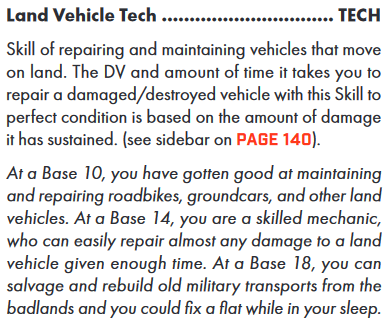 Land Vehicle Tech ................................ TECH
Skill of repairing and maintaining vehicles that move
on land. The DV and amount of time it takes you to
repair a damaged/destroyed vehicle with this Skill to
perfect condition is based on the amount of damage
it has sustained. (see sidebar on PAGE 140).
At a Base 10, you have gotten good at maintaining
and repairing roadbikes, groundcars, and other land
vehicles. At a Base 14, you are a skilled mechanic,
who can easily repair almost any damage to a land
vehicle given enough time. At a Base 18, you can
salvage and rebuild old military transports from the
badlands and you could fix a flat while in your sleep.